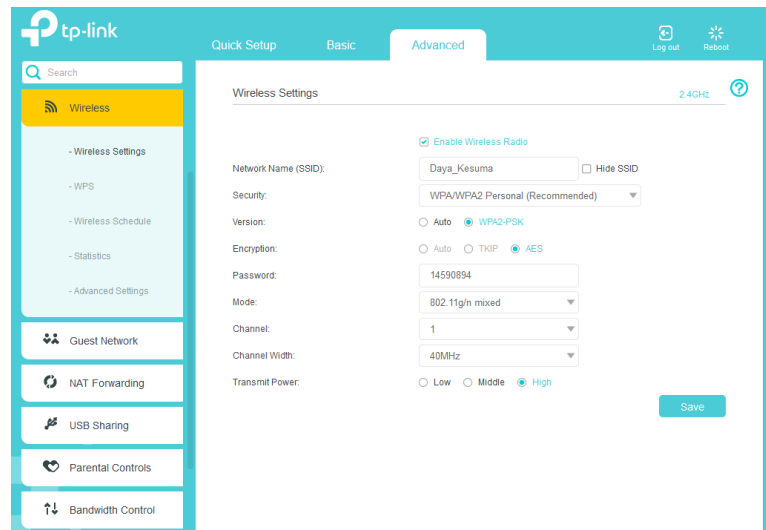 tp-link
Quick Setup Basic Advanced Log out Reboot
Search
Wireless
- Wireless Settings
- WPS
- Wireless Schedule
- Statistics
- Advanced Settings
Guest Network
NAT Forwarding
USB Sharing
Parental Controls
Bandwidth Control
Wireless Settings 2.4GHz ?
Enable Wireless Radio
Network Name (SSID): Daya_Kesuma Hide SSID
Security: WPA/WPA2 Personal (Recommended)
Version: Auto WPA2-PSK
Encryption: Auto TKIP AES
Password: 14590894
Mode: 802.11g/n mixed
Channel: 1
Channel Width: 40MHz
Transmit Power: Low Middle High
Save